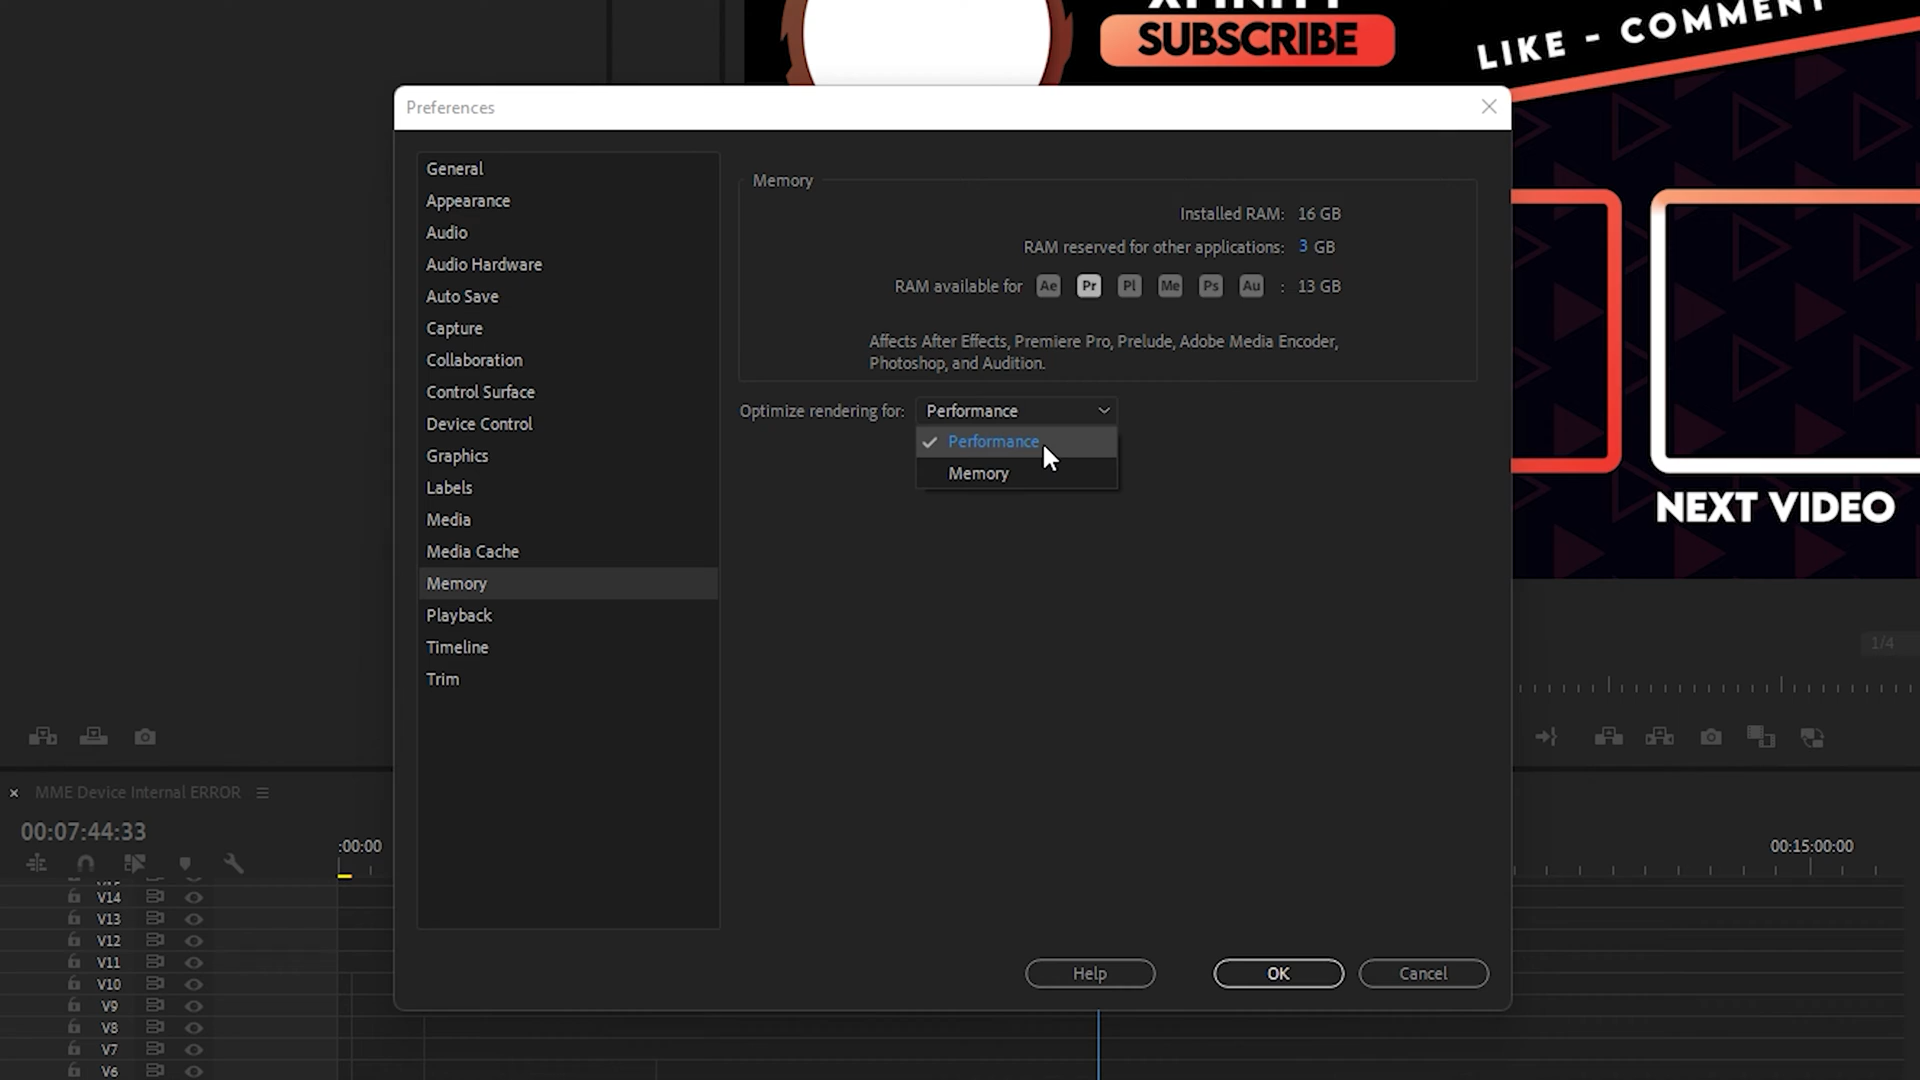 SUBSCRIBE
LIKE - COMMENT
Preferences
General
Appearance
Audio
Audio Hardware
Auto Save
Capture
Collaboration
Control Surface
Device Control
Graphics
Labels
Media
Media Cache
Memory
Playback
Timeline
Trim
Memory
Installed RAM: 16 GB
RAM reserved for other applications: 3 GB
RAM available for Ae Pr Pl Me Ps Au : 13 GB
Affects After Effects, Premiere Pro, Prelude, Adobe Media Encoder,
Photoshop, and Audition.
Optimize rendering for: Performance
Performance
Memory
Help OK Cancel
NEXT VIDEO
1/4
MME Device Internal ERROR
00:07:44:33
:00:00
00:15:00:00
V14
V13
V12
V11
V10
V9
V8
V7
V6